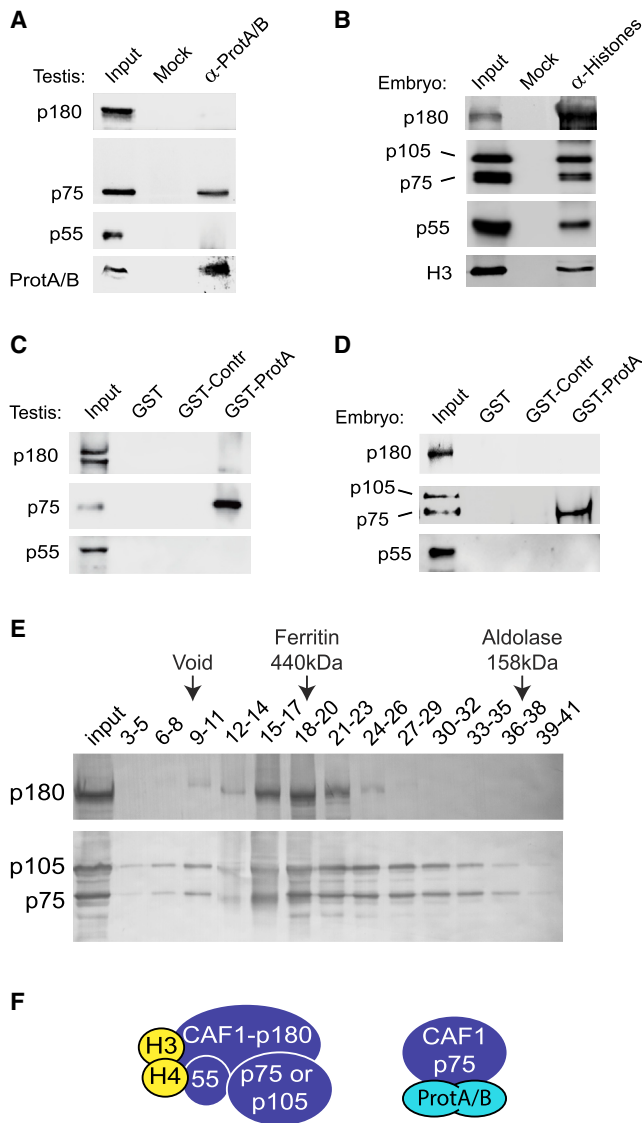 A
Testis:
Input
Mock
α-ProtA/B
p180
p75
p55
ProtA/B
B
Embryo:
Input
Mock
α-Histones
p180
p105
p75
p55
H3
C
Testis:
Input
GST
GST-Contr
GST-ProtA
p180
p75
p55
D
Embryo:
Input
GST
GST-Contr
GST-ProtA
p180
p105
p75
p55
E
Void
Ferritin
440kDa
Aldolase
158kDa
input
3-5
6-8
9-11
12-14
15-17
18-20
21-23
24-26
27-29
30-32
33-35
36-38
39-41
p180
p105
p75
F
H3
H4
CAF1-p180
55
p75 or
p105
CAF1
p75
ProtA/B